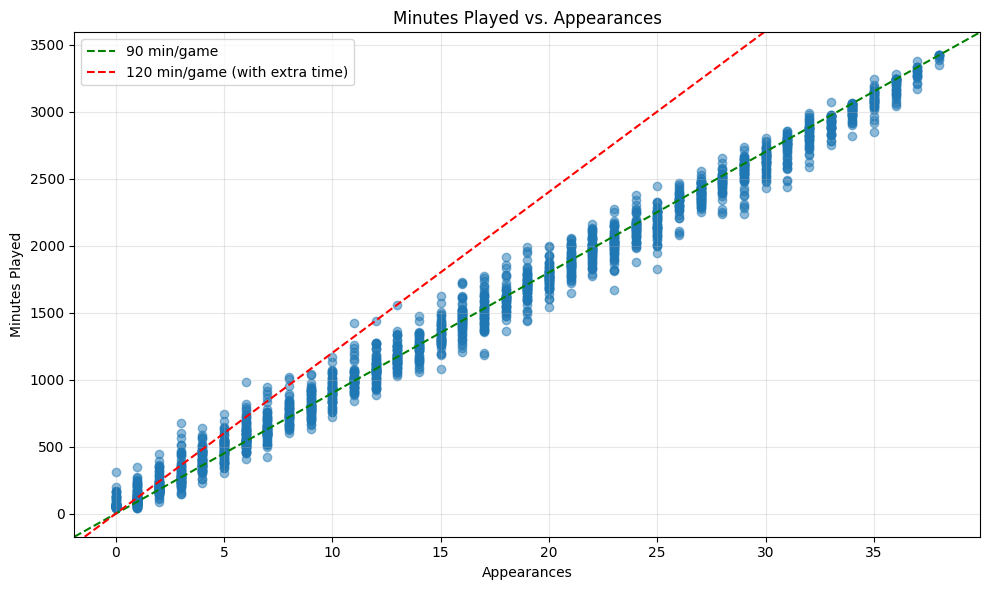 Minutes Played vs. Appearances
90 min/game
120 min/game (with extra time)
3500
3000
2500
2000
1500
1000
500
0
Minutes Played
0 5 10 15 20 25 30 35
Appearances